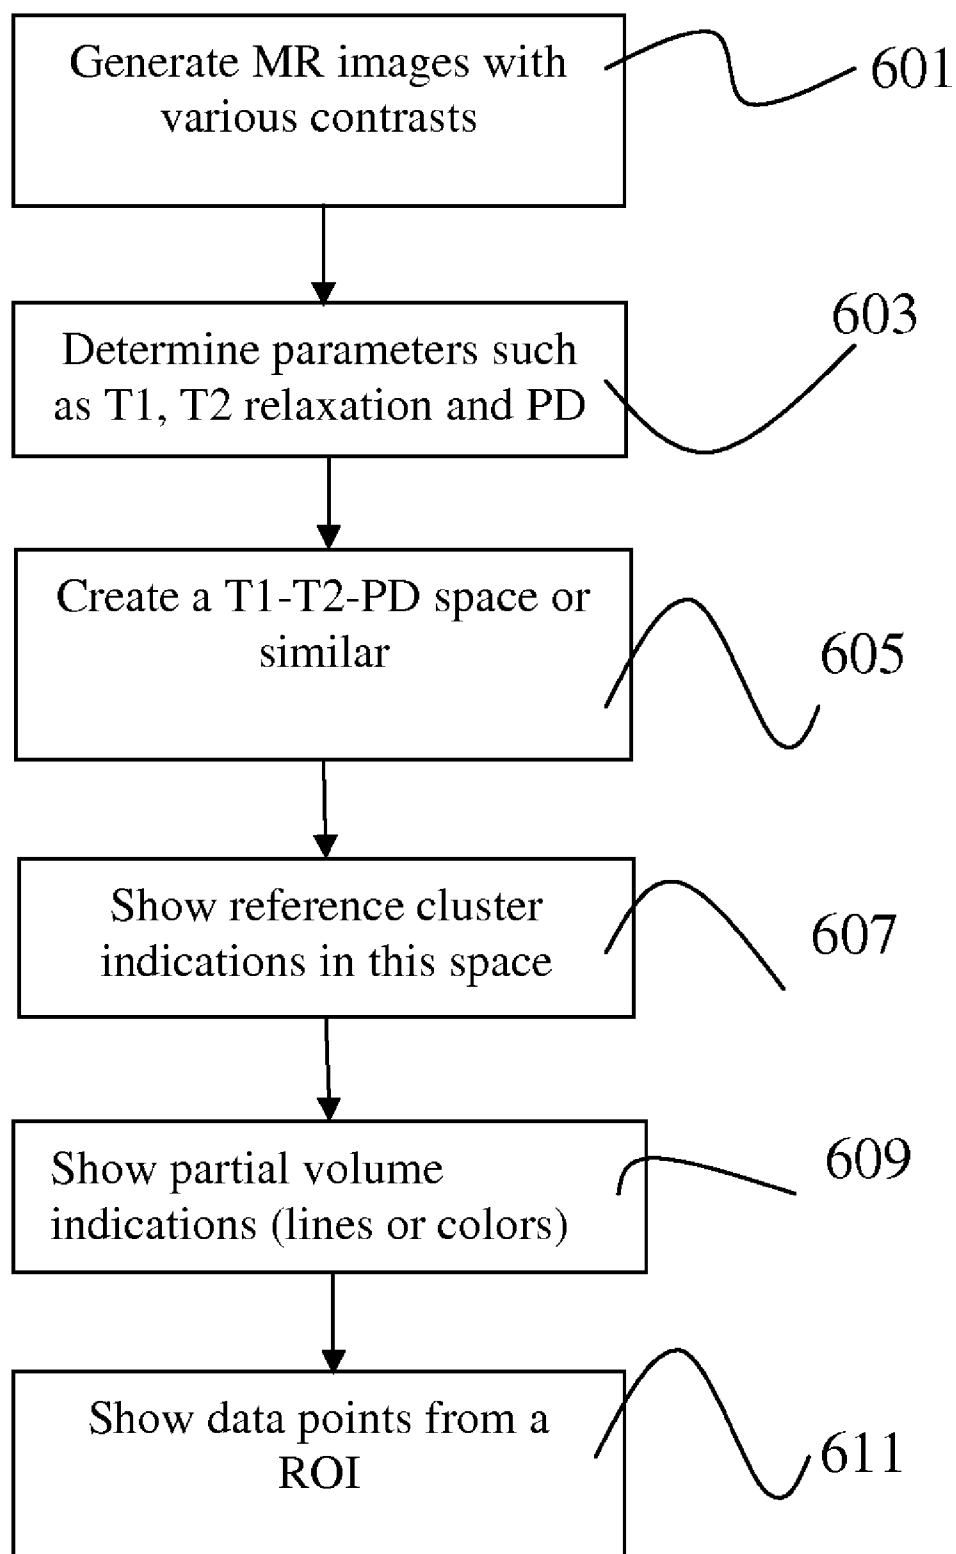 Generate MR images with
various contrasts
601
Determine parameters such
as T1, T2 relaxation and PD
603
Create a T1-T2-PD space or
similar
605
Show reference cluster
indications in this space
607
Show partial volume
indications (lines or colors)
609
Show data points from a
ROI
611